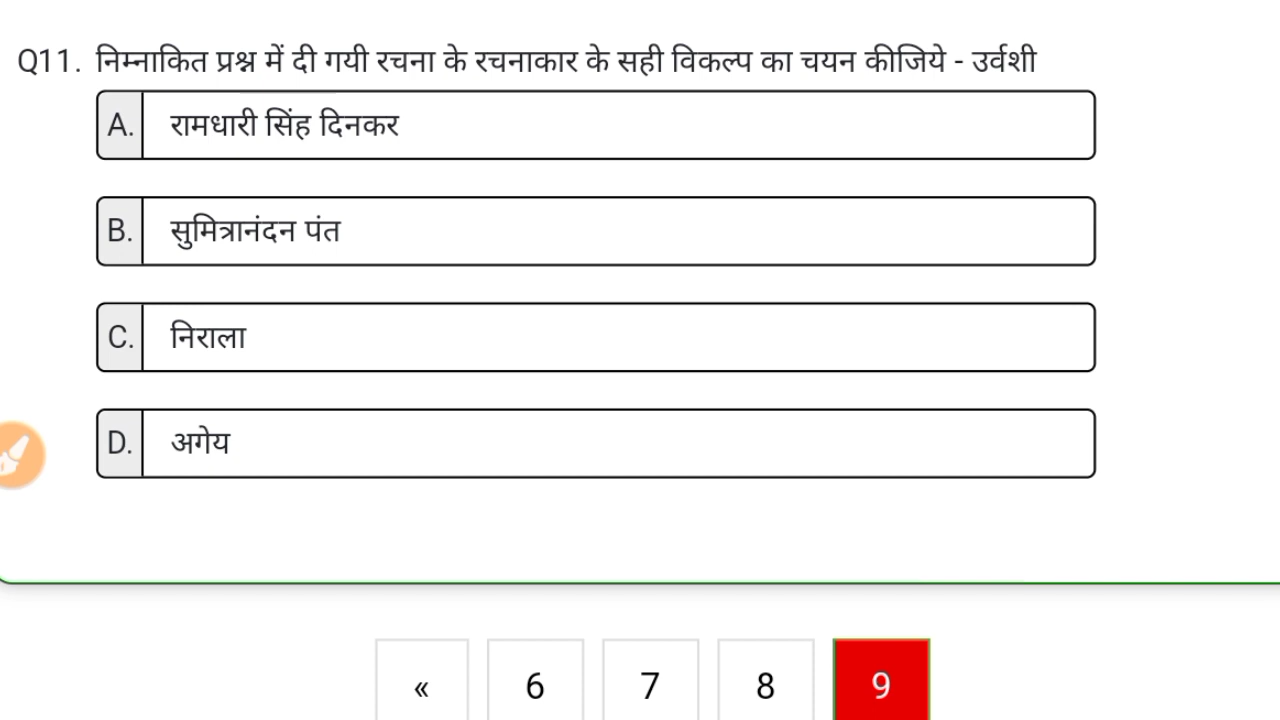 Q11. निम्नाकित प्रश्न में दी गयी रचना के रचनाकार के सही विकल्प का चयन कीजिये - उर्वशी
A. रामधारी सिंह दिनकर
B. सुमित्रानंदन पंत
C. निराला
D. अगेय
« 6 7 8 9